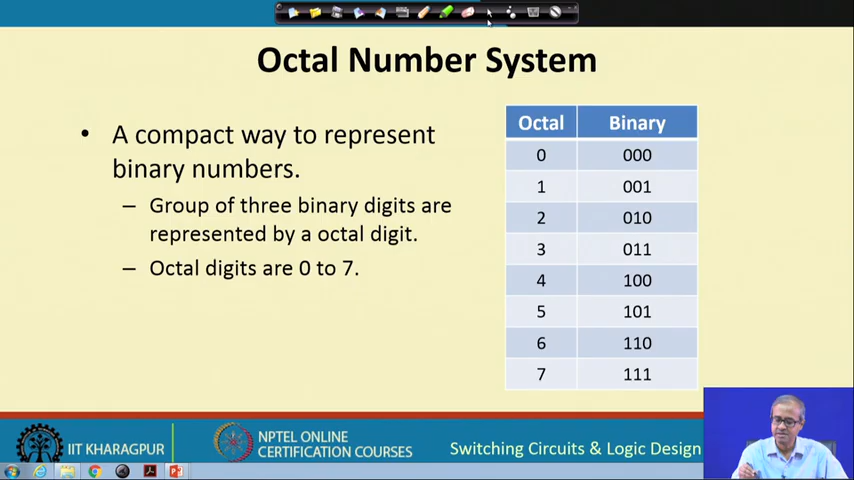 Octal Number System
• A compact way to represent
binary numbers.
– Group of three binary digits are
represented by a octal digit.
– Octal digits are 0 to 7.
Octal Binary
0 000
1 001
2 010
3 011
4 100
5 101
6 110
7 111
IIT KHARAGPUR
NPTEL ONLINE
CERTIFICATION COURSES
Switching Circuits & Logic Design